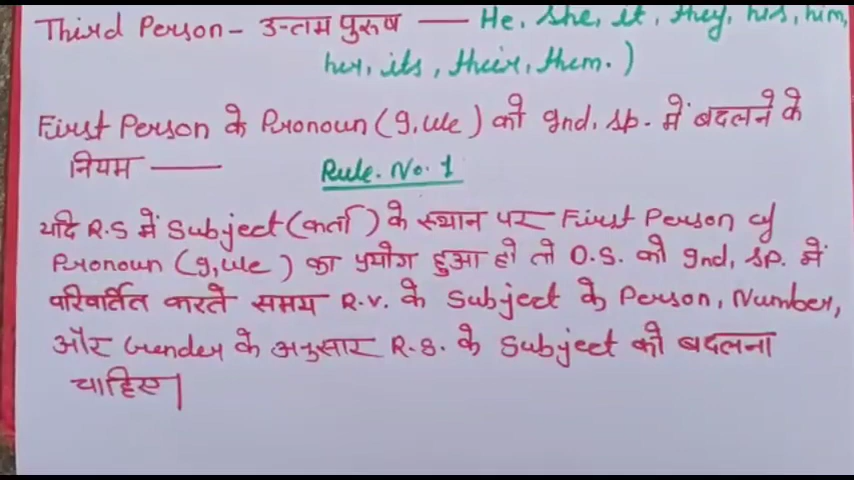 Third Person - उत्तम पुरुष — He, she, it, they, his, him,
her, its, their, them.)
First Person के Pronoun (I, we) को Ind. sp. में बदलने के
नियम —
Rule. No. 1
यदि R.S में Subject (कर्ता) के स्थान पर First Person of
Pronoun (I, we) का प्रयोग हुआ हो तो D.S. को Ind, sp. में
परिवर्तित करते समय R.V. के Subject के Person, Number,
और Gender के अनुसार R.S. के Subject को बदलना
चाहिए।